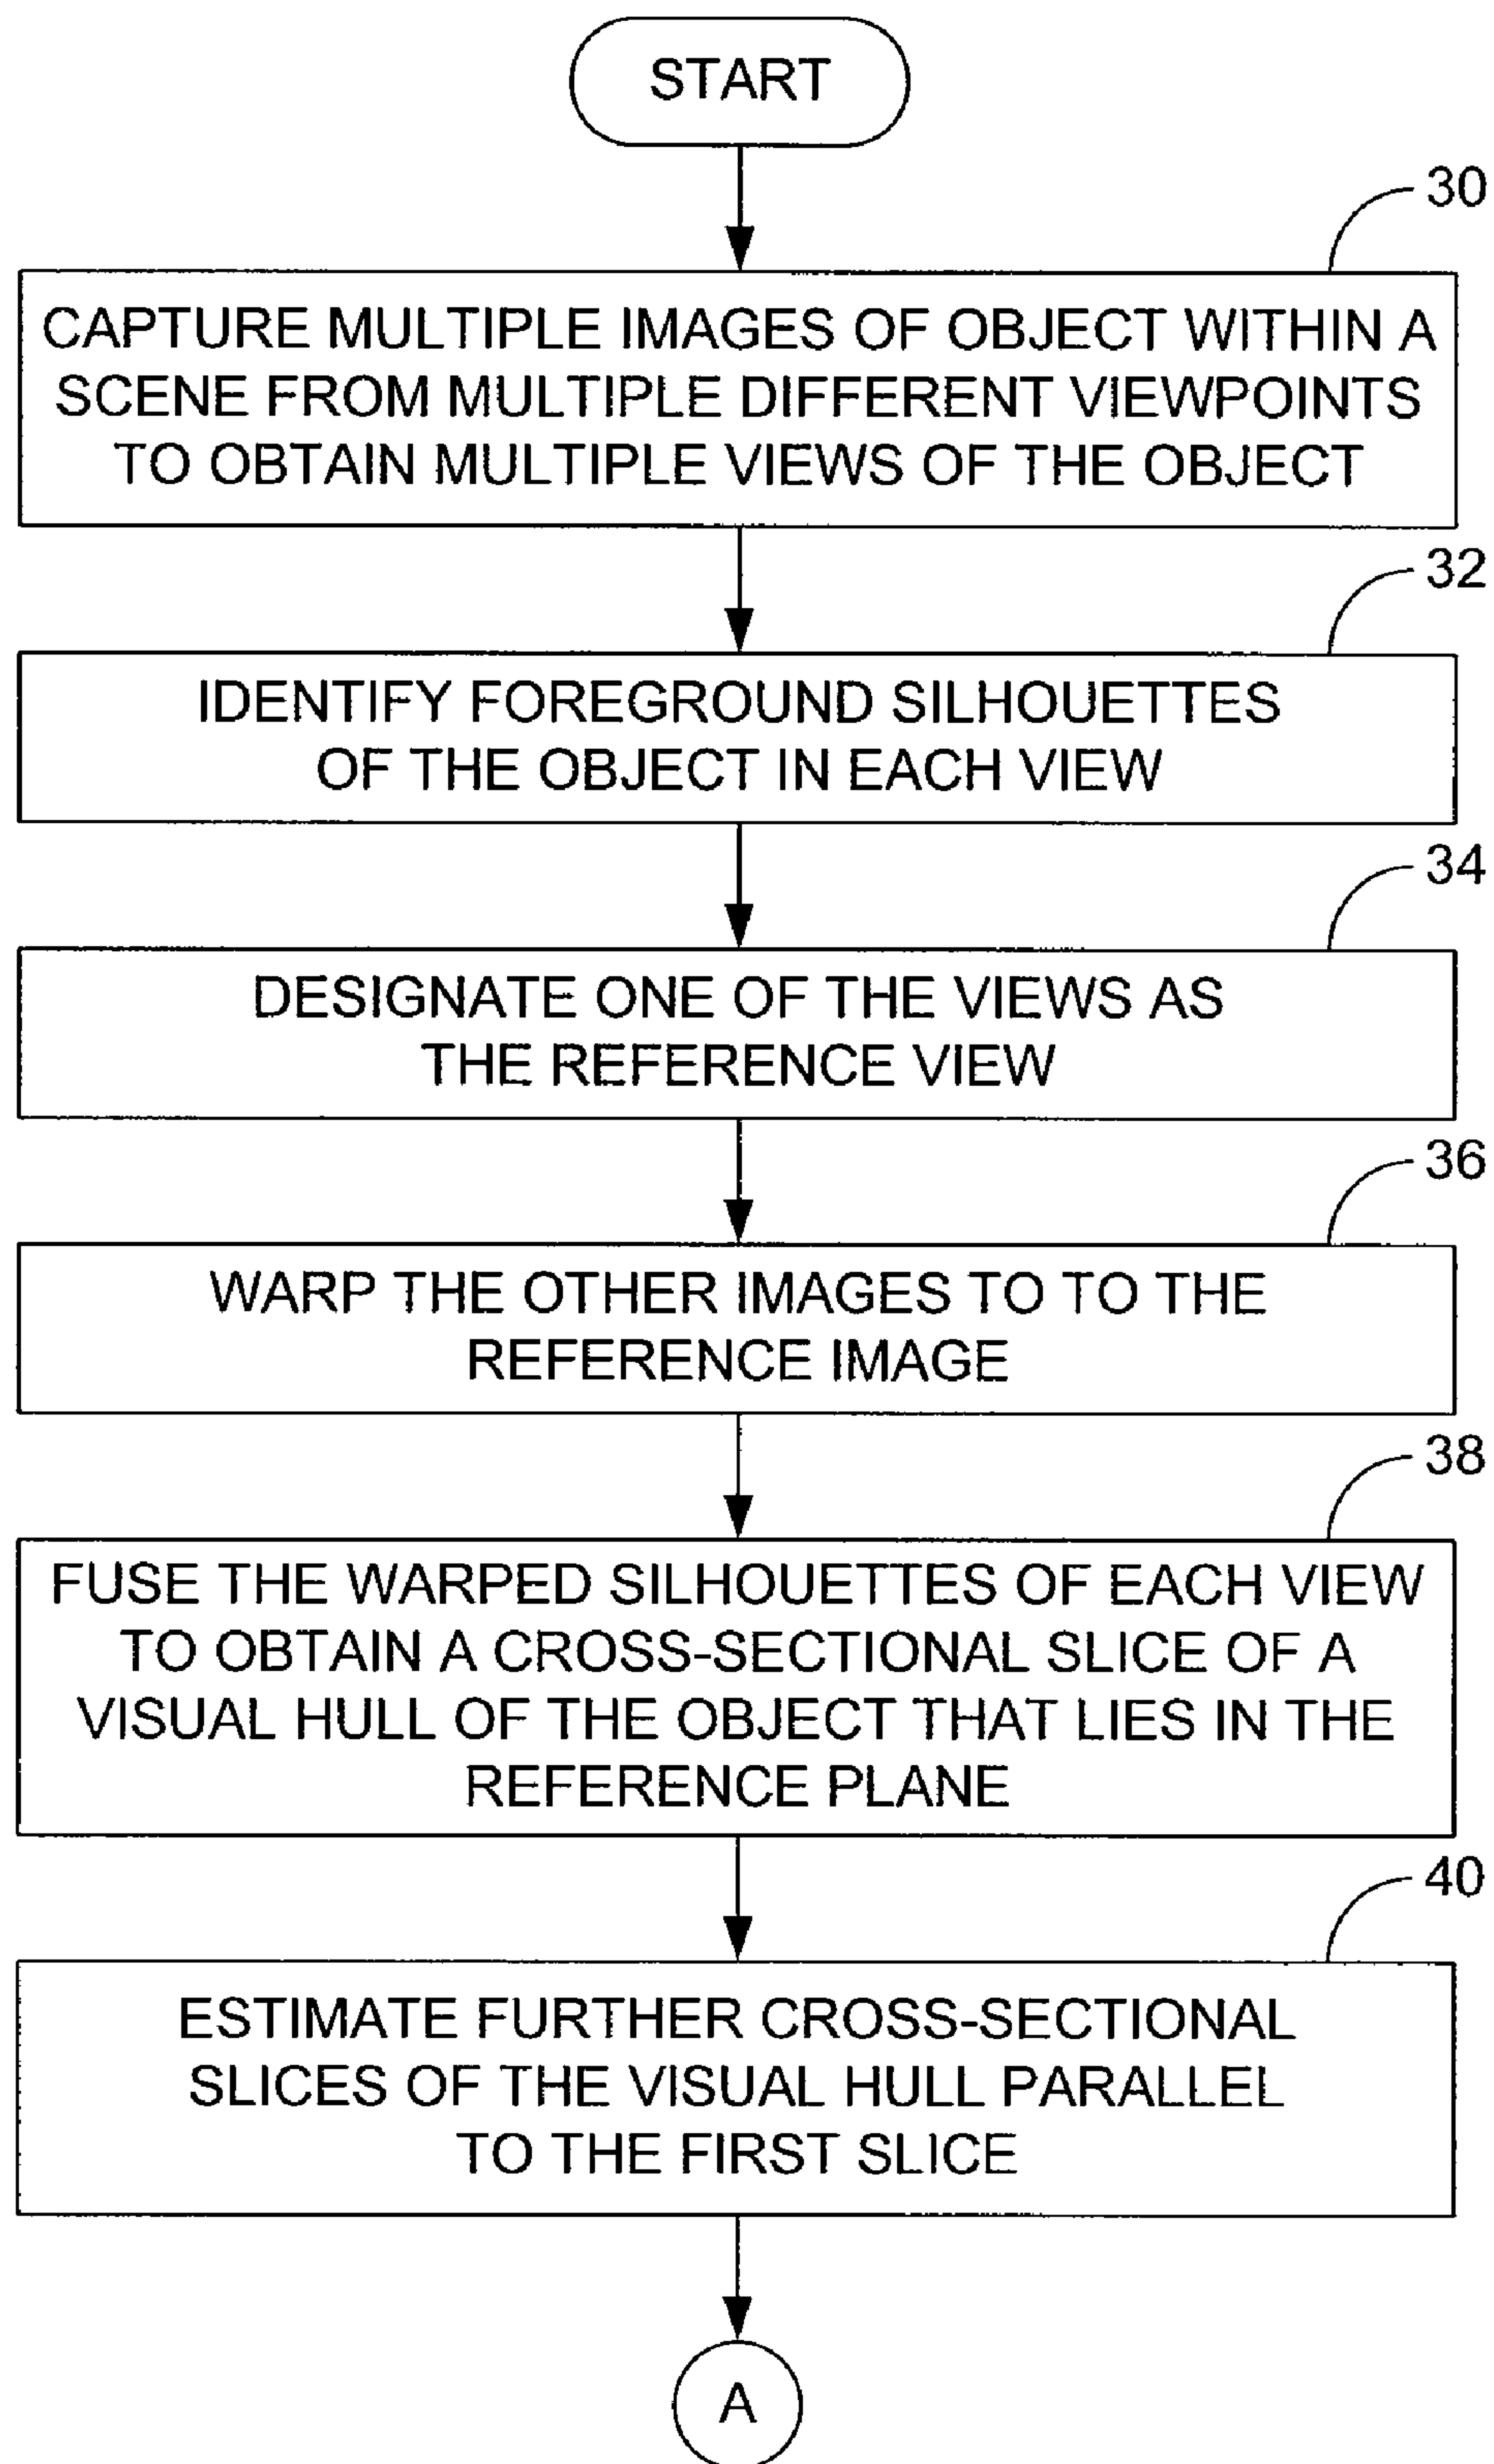 START
30
CAPTURE MULTIPLE IMAGES OF OBJECT WITHIN A
SCENE FROM MULTIPLE DIFFERENT VIEWPOINTS
TO OBTAIN MULTIPLE VIEWS OF THE OBJECT
32
IDENTIFY FOREGROUND SILHOUETTES
OF THE OBJECT IN EACH VIEW
34
DESIGNATE ONE OF THE VIEWS AS
THE REFERENCE VIEW
36
WARP THE OTHER IMAGES TO TO THE
REFERENCE IMAGE
38
FUSE THE WARPED SILHOUETTES OF EACH VIEW
TO OBTAIN A CROSS-SECTIONAL SLICE OF A
VISUAL HULL OF THE OBJECT THAT LIES IN THE
REFERENCE PLANE
40
ESTIMATE FURTHER CROSS-SECTIONAL
SLICES OF THE VISUAL HULL PARALLEL
TO THE FIRST SLICE
A